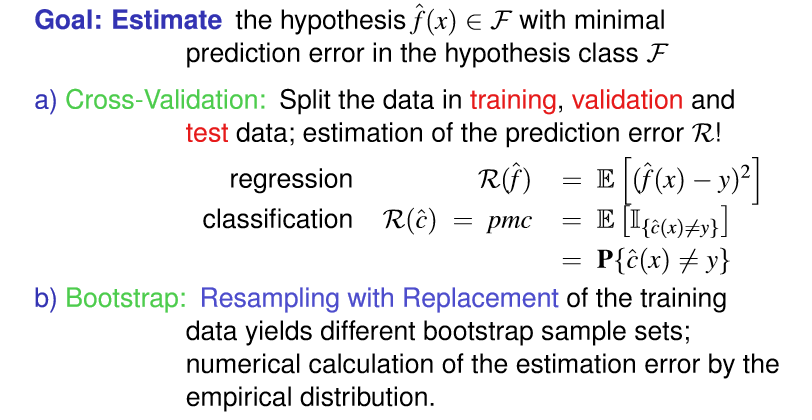 Goal: Estimate the hypothesis f̂(x) ∈ ℱ with minimal
prediction error in the hypothesis class ℱ
a) Cross-Validation: Split the data in training, validation and
test data; estimation of the prediction error ℛ!
regression ℛ(f̂) = 𝔼[(f̂(x) − y)²]
classification ℛ(ĉ) = pmc = 𝔼[𝕀_{ĉ(x)≠y}]
= P{ĉ(x) ≠ y}
b) Bootstrap: Resampling with Replacement of the training
data yields different bootstrap sample sets;
numerical calculation of the estimation error by the
empirical distribution.